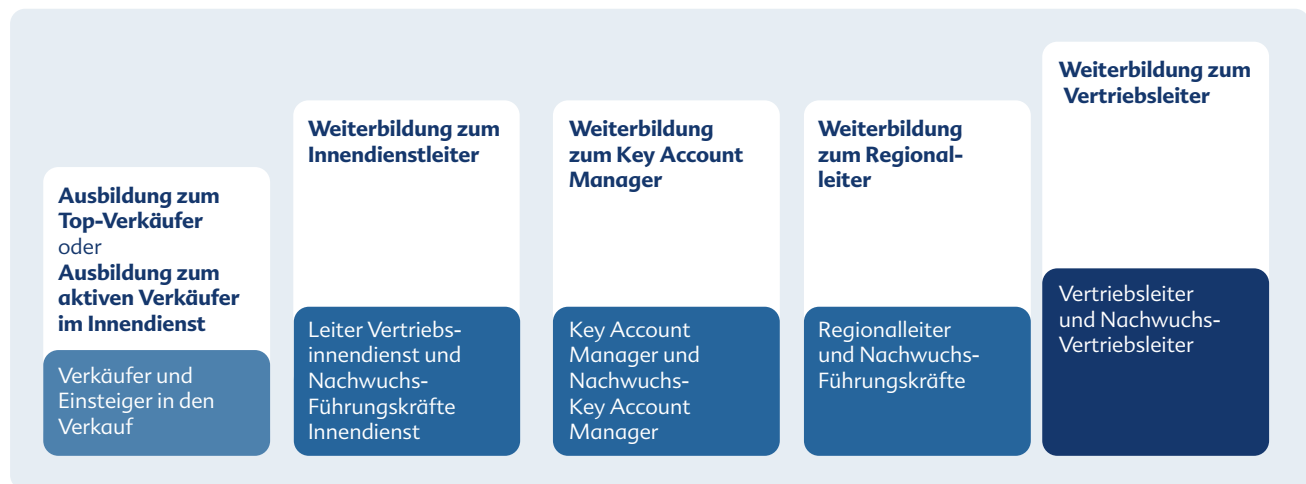 Ausbildung zum
Top-Verkäufer
oder
Ausbildung zum
aktiven Verkäufer
im Innendienst
Verkäufer und
Einsteiger in den
Verkauf
Weiterbildung zum
Innendienstleiter
Leiter Vertriebs-
innendienst und
Nachwuchs-
Führungskräfte
Innendienst
Weiterbildung
zum Key Account
Manager
Key Account
Manager und
Nachwuchs-
Key Account
Manager
Weiterbildung
zum Regional-
leiter
Regionalleiter
und Nachwuchs-
Führungskräfte
Weiterbildung zum
Vertriebsleiter
Vertriebsleiter
und Nachwuchs-
Vertriebsleiter